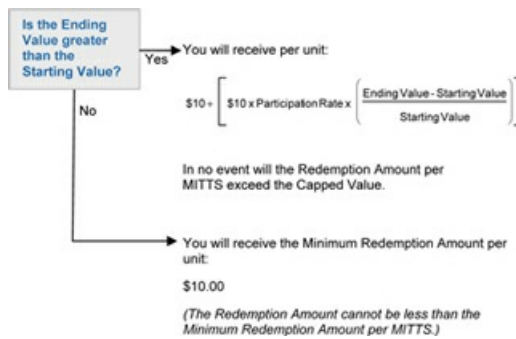 Is the Ending
Value greater
than the
Starting Value?
Yes
You will receive per unit:
$10 + [ $10 x Participation Rate x ( Ending Value - Starting Value
Starting Value ) ]
No
In no event will the Redemption Amount per
MITTS exceed the Capped Value.
You will receive the Minimum Redemption Amount per
unit:
$10.00
(The Redemption Amount cannot be less than the
Minimum Redemption Amount per MITTS.)